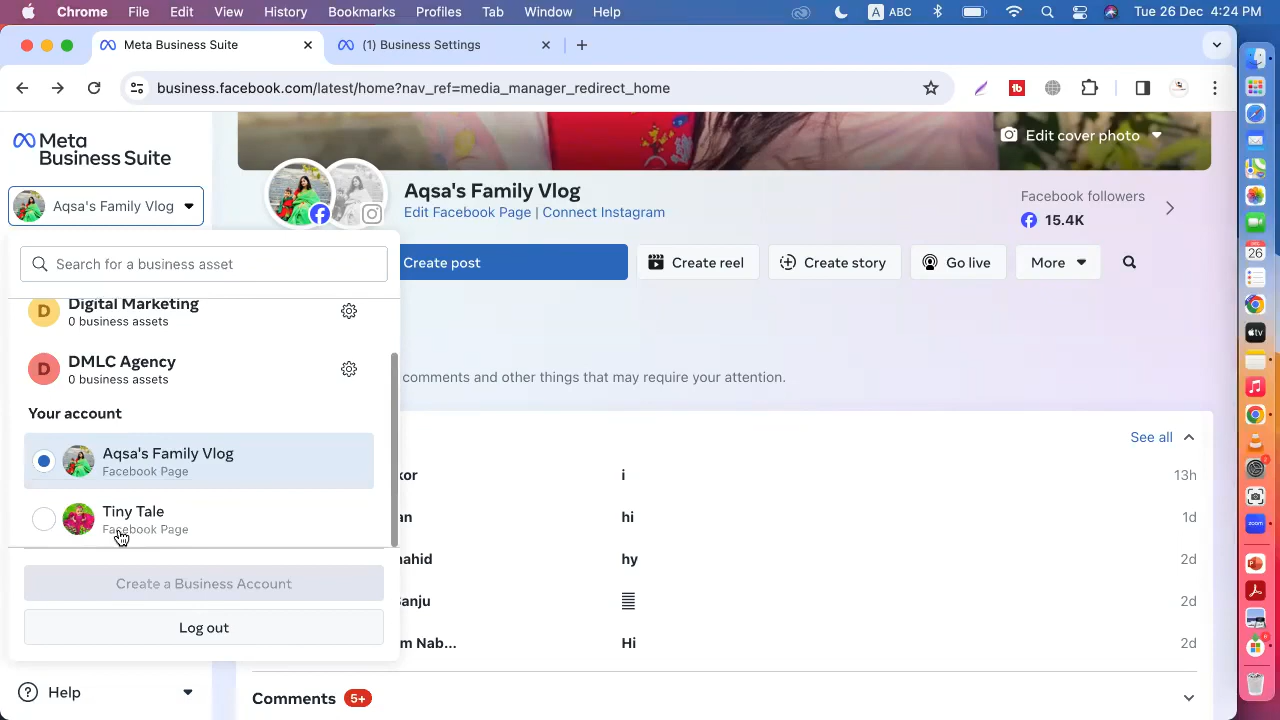 Chrome File Edit View History Bookmarks Profiles Tab Window Help A ABC Tue 26 Dec 4:24 PM
Meta Business Suite
(1) Business Settings
business.facebook.com/latest/home?nav_ref=media_manager_redirect_home
Meta
Business Suite
Edit cover photo
Aqsa's Family Vlog
Aqsa's Family Vlog
Edit Facebook Page | Connect Instagram
Facebook followers
15.4K
Search for a business asset
Create post
Create reel
Create story
Go live
More
D
Digital Marketing
0 business assets
D
DMLC Agency
0 business assets
comments and other things that may require your attention.
Your account
Aqsa's Family Vlog
Facebook Page
Tiny Tale
Facebook Page
Create a Business Account
Log out
See all
kor i 13h
an hi 1d
nahid hy 2d
Sanju 2d
m Nab... Hi 2d
Comments 5+
Help
tb
26
tv
zoom